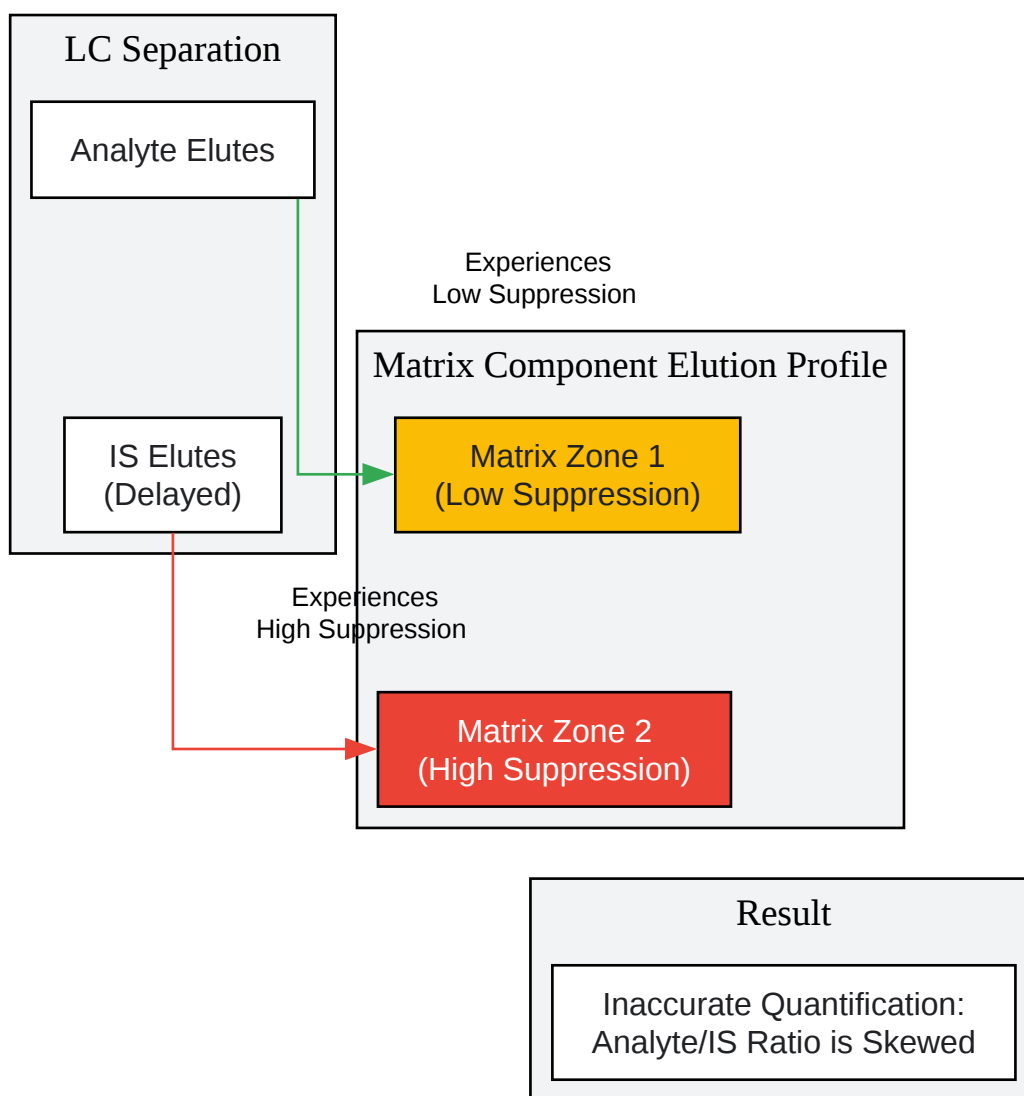 LC Separation
Analyte Elutes
Experiences
Low Suppression
Matrix Component Elution Profile
IS Elutes
(Delayed)
Matrix Zone 1
(Low Suppression)
Experiences
High Suppression
Matrix Zone 2
(High Suppression)
Result
Inaccurate Quantification:
Analyte/IS Ratio is Skewed